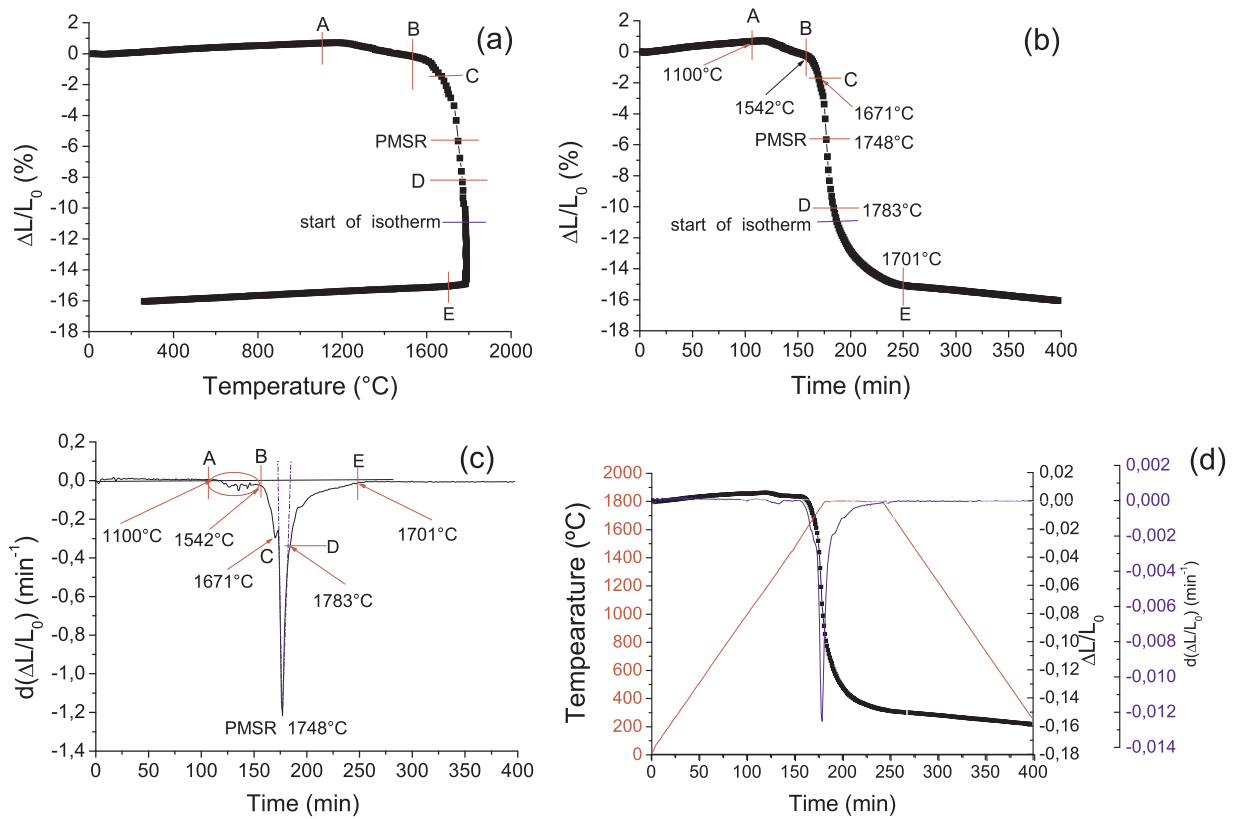 (a)
2
0
-2
-4
-6
-8
-10
-12
-14
-16
-18
ΔL/L0 (%)
A
B
C
PMSR
D
start of isotherm
E
0 400 800 1200 1600 2000
Temperature (°C)
(b)
2
0
-2
-4
-6
-8
-10
-12
-14
-16
-18
ΔL/L0 (%)
A
B
1100°C
C
1542°C
1671°C
PMSR 1748°C
D
1783°C
start of isotherm
1701°C
E
0 50 100 150 200 250 300 350 400
Time (min)
(c)
0,2
0,0
-0,2
-0,4
-0,6
-0,8
-1,0
-1,2
-1,4
d(ΔL/L0) (min-1)
A
B
E
1100°C
1542°C
1701°C
C
D
1671°C
1783°C
PMSR 1748°C
0 50 100 150 200 250 300 350 400
Time (min)
(d)
2000
1800
1600
1400
1200
1000
800
600
400
200
0
Tempearature (ºC)
0,02
0,00
-0,02
-0,04
-0,06
-0,08
-0,10
-0,12
-0,14
-0,16
-0,18
ΔL/L0
0,002
0,000
-0,002
-0,004
-0,006
-0,008
-0,010
-0,012
-0,014
d(ΔL/L0) (min-1)
0 50 100 150 200 250 300 350 400
Time (min)